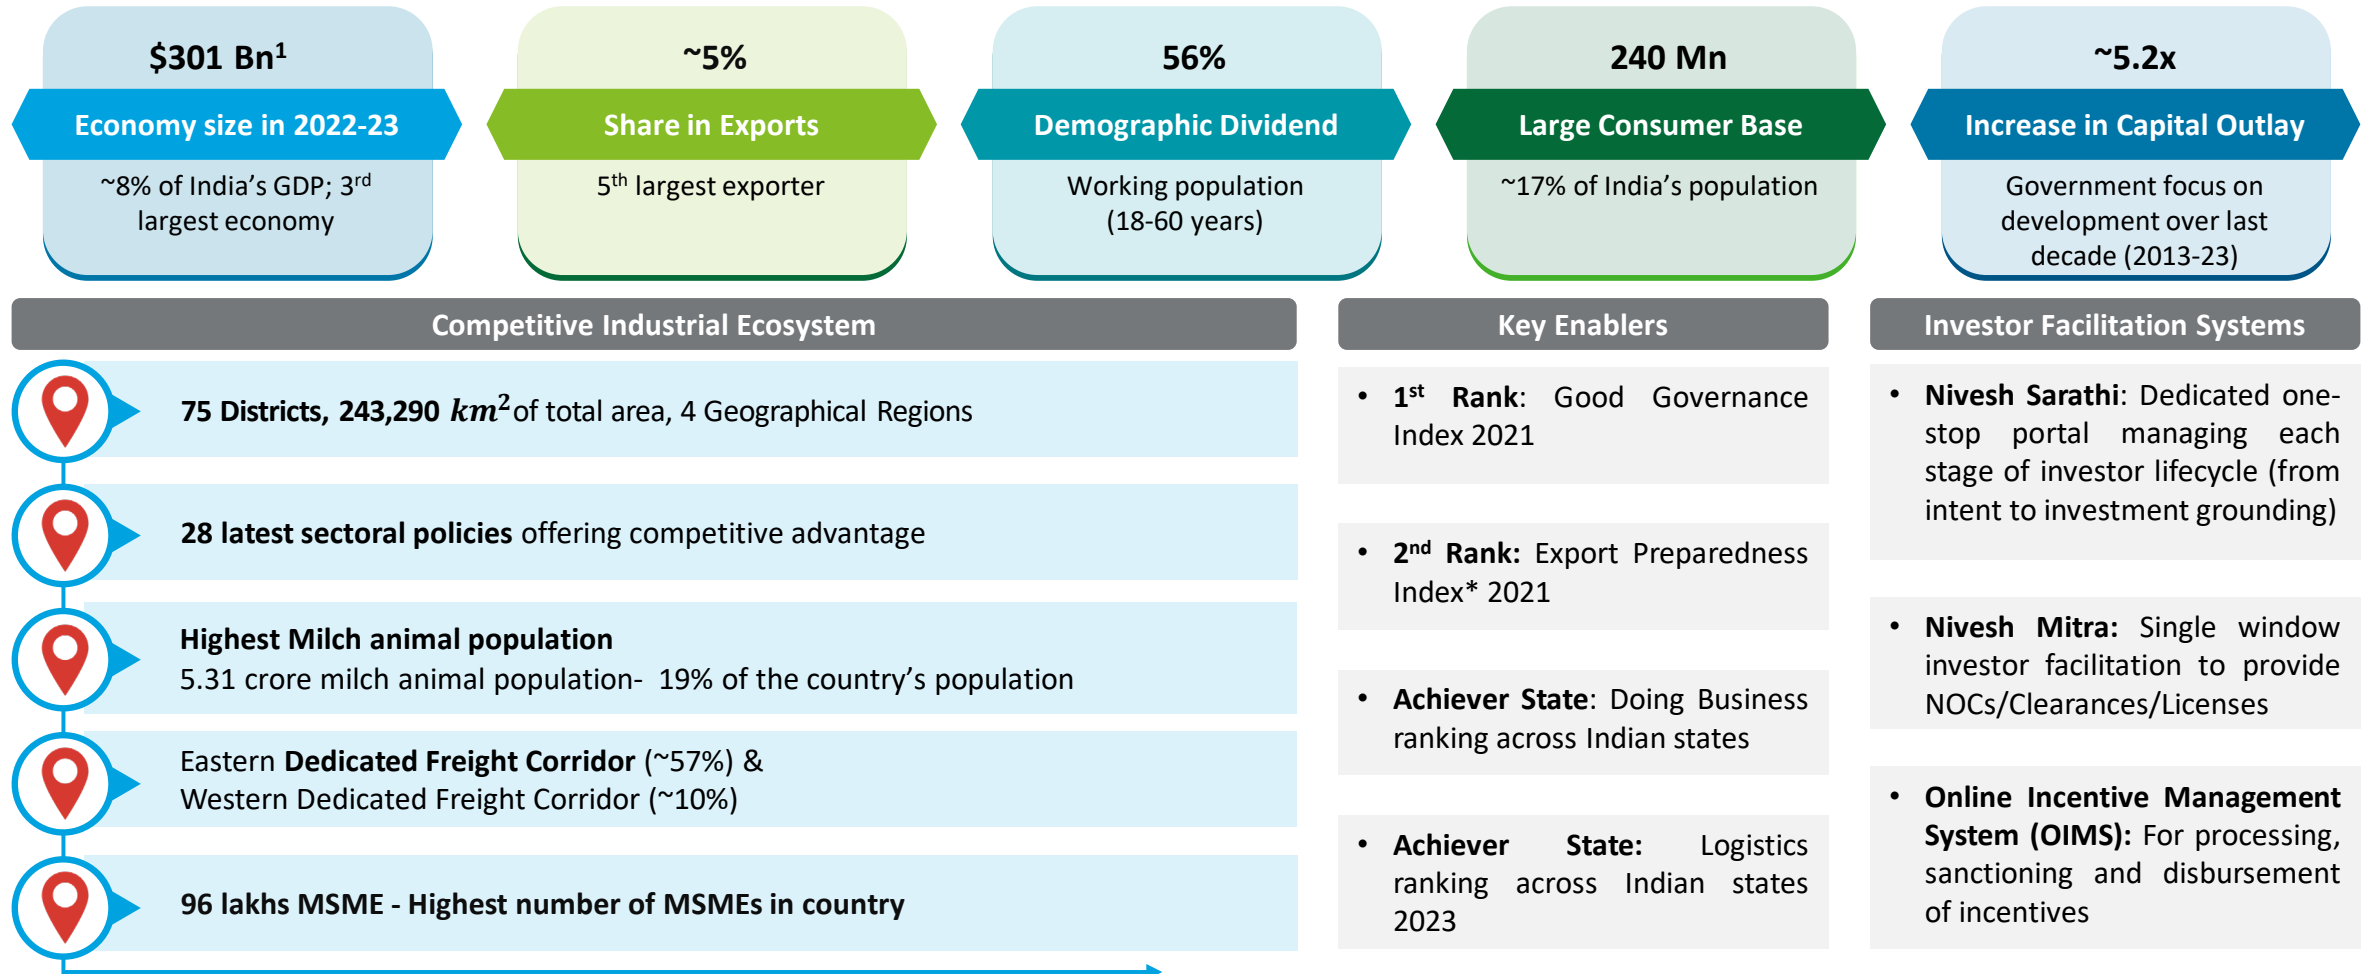 $301 Bn¹
Economy size in 2022-23
~8% of India’s GDP; 3rd
largest economy
~5%
Share in Exports
5th largest exporter
56%
Demographic Dividend
Working population
(18-60 years)
240 Mn
Large Consumer Base
~17% of India’s population
~5.2x
Increase in Capital Outlay
Government focus on
development over last
decade (2013-23)
Competitive Industrial Ecosystem
75 Districts, 243,290 km² of total area, 4 Geographical Regions
28 latest sectoral policies offering competitive advantage
Highest Milch animal population
5.31 crore milch animal population- 19% of the country’s population
Eastern Dedicated Freight Corridor (~57%) &
Western Dedicated Freight Corridor (~10%)
96 lakhs MSME - Highest number of MSMEs in country
Key Enablers
• 1st Rank: Good Governance
Index 2021
• 2nd Rank: Export Preparedness
Index* 2021
• Achiever State: Doing Business
ranking across Indian states
• Achiever State: Logistics
ranking across Indian states
2023
Investor Facilitation Systems
• Nivesh Sarathi: Dedicated one-
stop portal managing each
stage of investor lifecycle (from
intent to investment grounding)
• Nivesh Mitra: Single window
investor facilitation to provide
NOCs/Clearances/Licenses
• Online Incentive Management
System (OIMS): For processing,
sanctioning and disbursement
of incentives